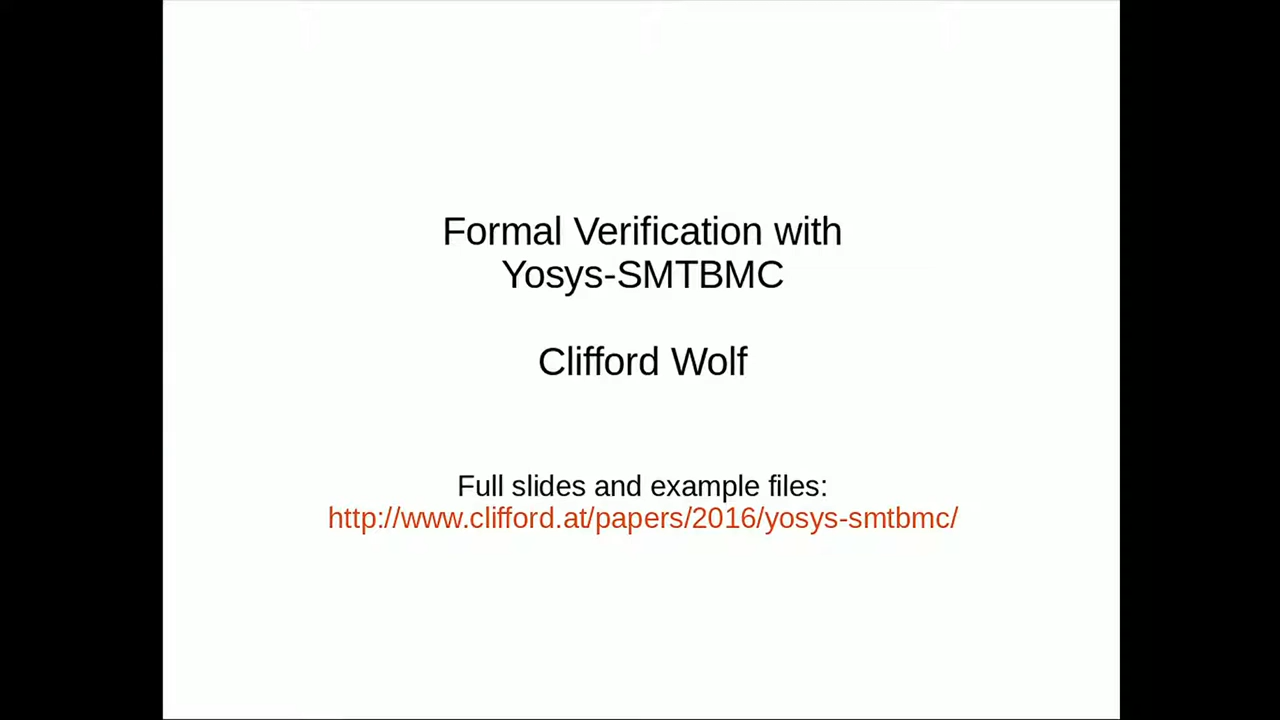 Formal Verification with
Yosys-SMTBMC
Clifford Wolf
Full slides and example files:
http://www.clifford.at/papers/2016/yosys-smtbmc/